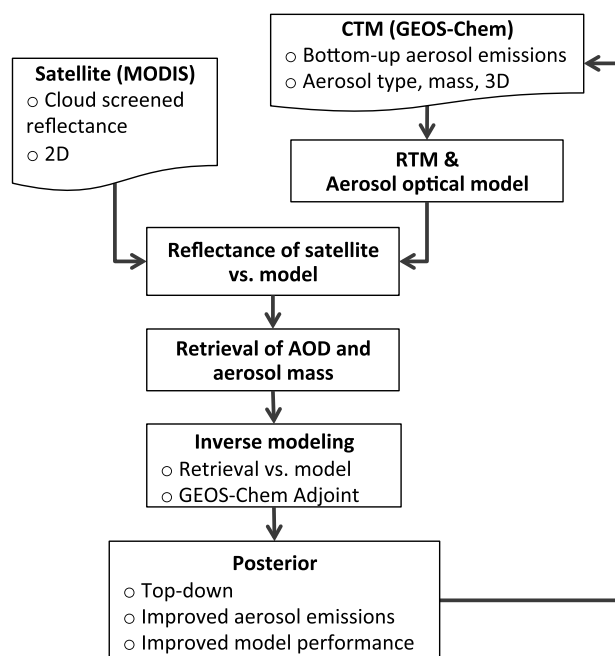 CTM (GEOS-Chem)
○ Bottom-up aerosol emissions
○ Aerosol type, mass, 3D
Satellite (MODIS)
○ Cloud screened
reflectance
○ 2D
RTM &
Aerosol optical model
Reflectance of satellite
vs. model
Retrieval of AOD and
aerosol mass
Inverse modeling
○ Retrieval vs. model
○ GEOS-Chem Adjoint
Posterior
○ Top-down
○ Improved aerosol emissions
○ Improved model performance